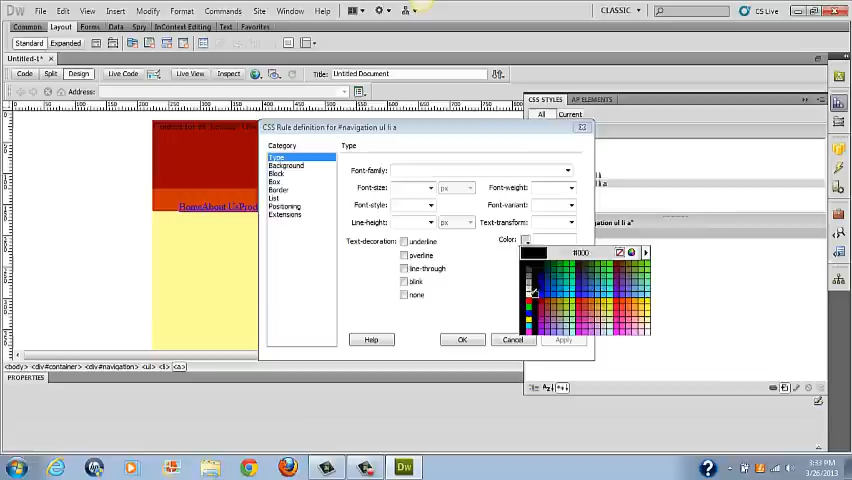 Dw File Edit View Insert Modify Format Commands Site Window Help CLASSIC CS Live
Common Layout Forms Data Spry InContext Editing Text Favorites
Standard Expanded
Untitled-1*
Code Split Design Live Code Live View Inspect Title: Untitled Document
Address:
CSS STYLES AP ELEMENTS
All Current
CSS Rule definition for #navigation ul li a
Category Type
Type
Background
Block
Box
Border
List
Positioning
Extensions
Font-family:
Font-size: px Font-weight:
Font-style: Font-variant:
Line-height: px Text-transform:
Text-decoration: underline Color:
overline
line-through
blink
none
#000
Help OK Cancel Apply
HomeAbout UsProd
li a
igation ul li a"
<body> <div#container> <div#navigation> <ul> <li> <a>
PROPERTIES
Dw
3:33 PM
3/26/2013